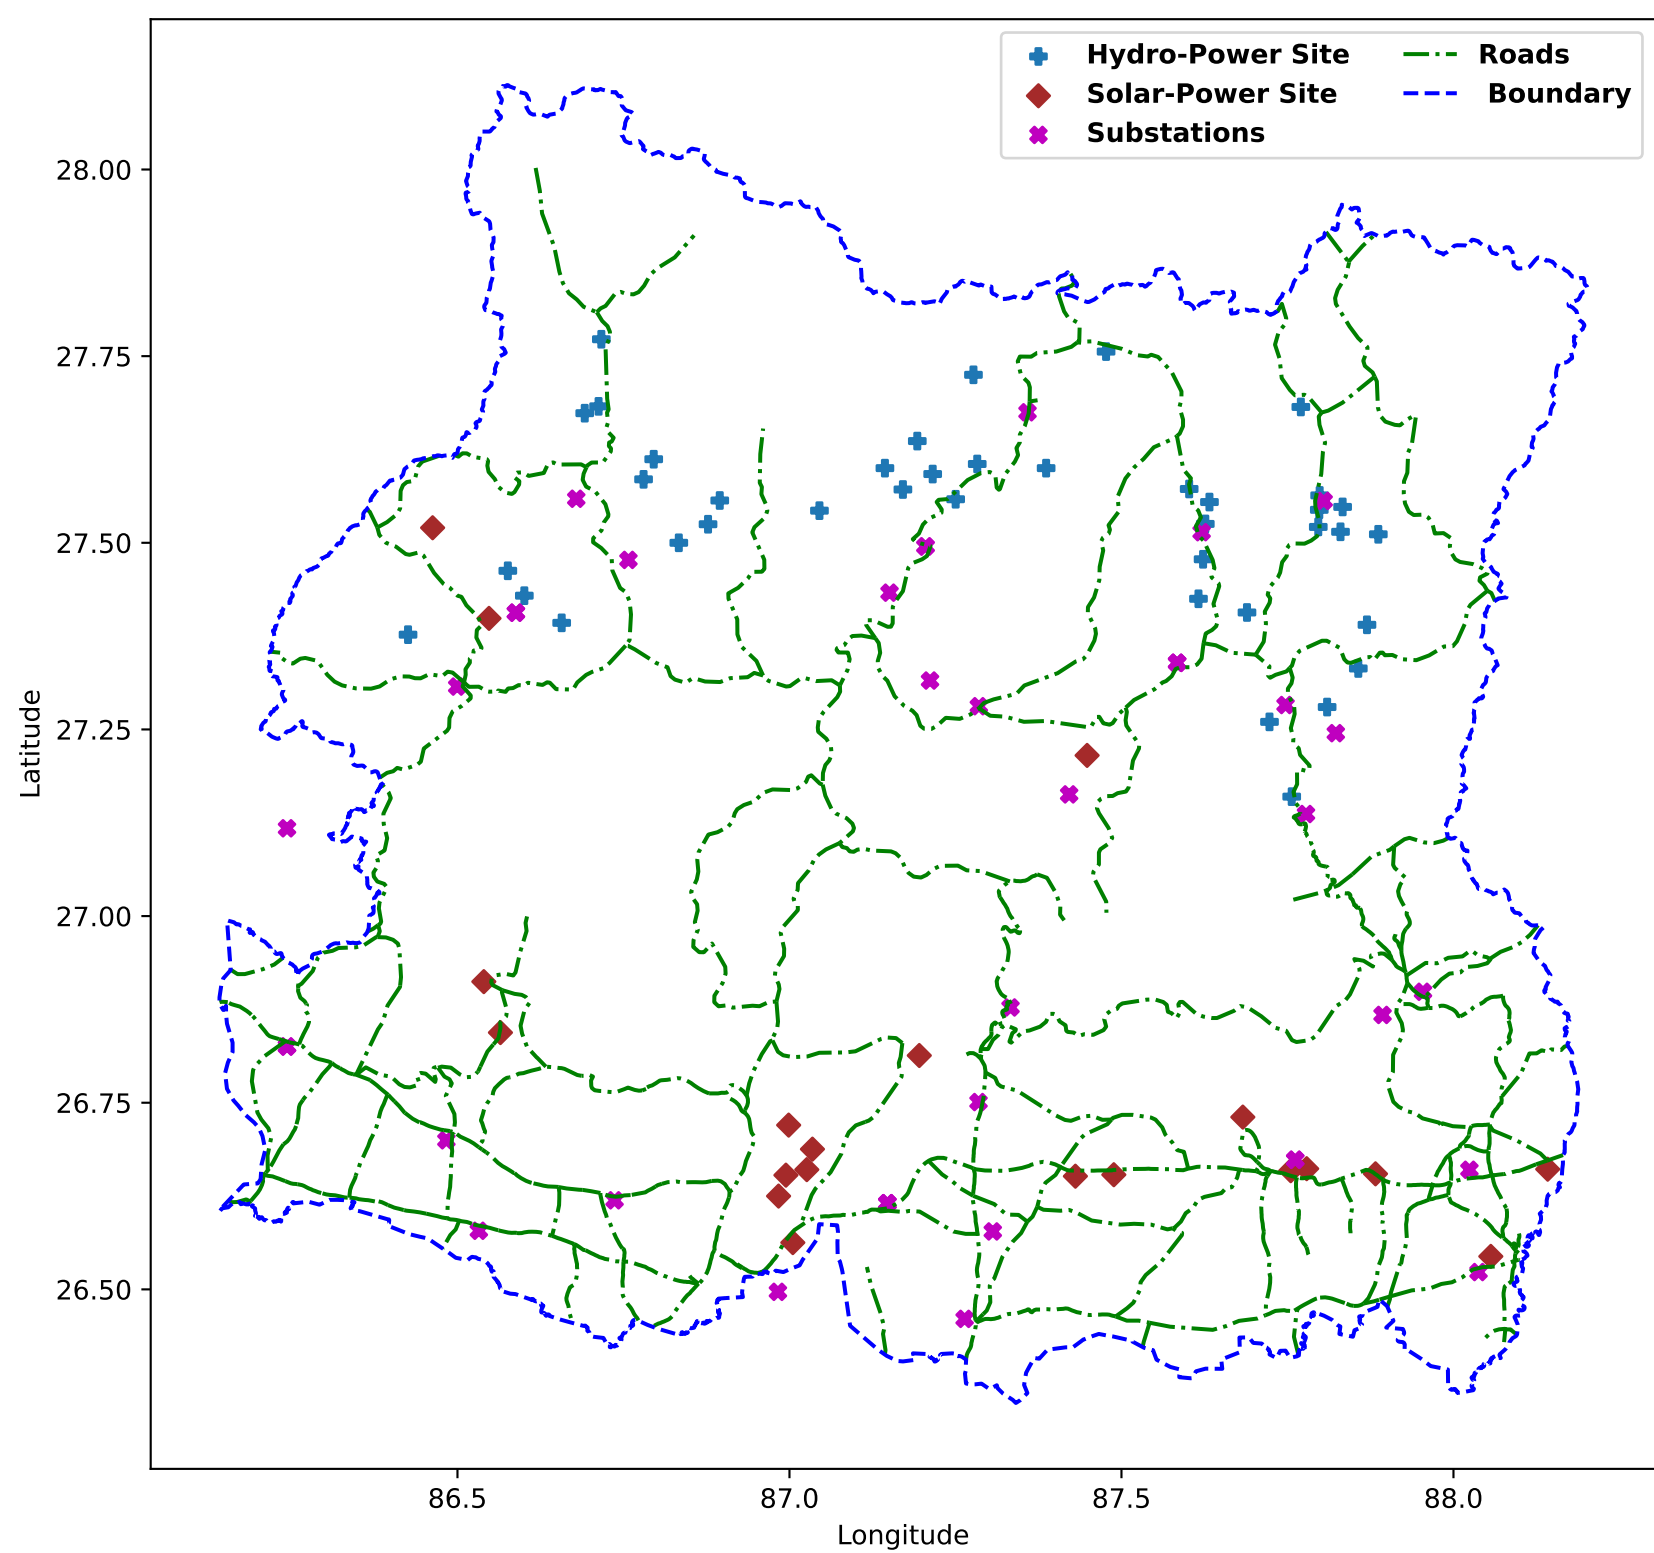 Hydro-Power Site
Solar-Power Site
Substations
Roads
Boundary
28.00
27.75
27.50
27.25
27.00
26.75
26.50
Latitude
86.5 87.0 87.5 88.0
Longitude